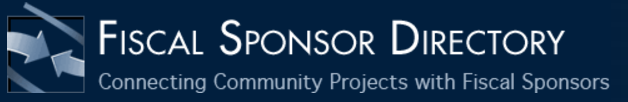 Fiscal Sponsor Directory
Connecting Community Projects with Fiscal Sponsors